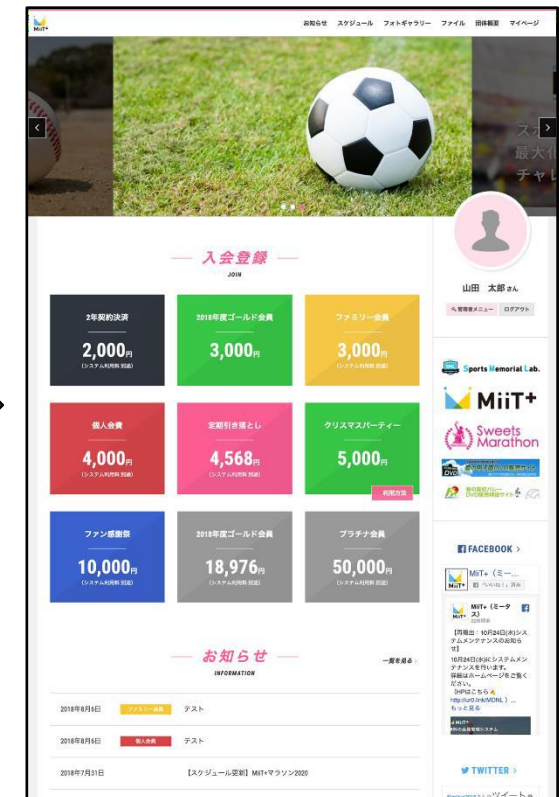 MiiT+
お知らせ スケジュール フォトギャラリー ファイル 団体概要 マイページ
スポ
最大化
チャレ
入会登録
JOIN
2年契約決済
2,000円
(システム利用料 別途)
2018年度ゴールド会員
3,000円
ファミリー会員
3,000円
(システム利用料 別途)
個人会費
4,000円
(システム利用料 別途)
定期引き落とし
4,568円
(システム利用料 別途)
クリスマスパーティー
5,000円
利用方法
ファン感謝祭
10,000円
(システム利用料 別途)
2018年度ゴールド会員
18,976円
(システム利用料 別途)
プラチナ会員
50,000円
(システム利用料 別途)
お知らせ
INFORMATION
一覧を見る
2018年8月6日 ファミリー会員 テスト
2018年8月6日 個人会費 テスト
2018年7月31日 【スケジュール更新】MiiT+マラソン2020
山田 太郎さん
管理者メニュー ログアウト
Sports Memorial Lab.
MiiT+
Sweets
Marathon
FACEBOOK >
MiiT+（ミー...
MiiT+（ミータ
ス）
【再掲出：10月24日(水)シス
テムメンテナンスのお知ら
せ】
10月24日(水)にシステムメン
テナンスを行います。
詳細はホームページをご覧く
ださい。
もっと見る
TWITTER >